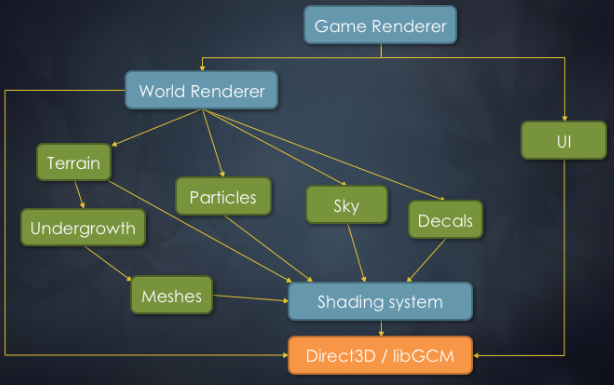 Game Renderer
World Renderer
UI
Terrain
Particles
Sky
Decals
Undergrowth
Meshes
Shading system
Direct3D / libGCM